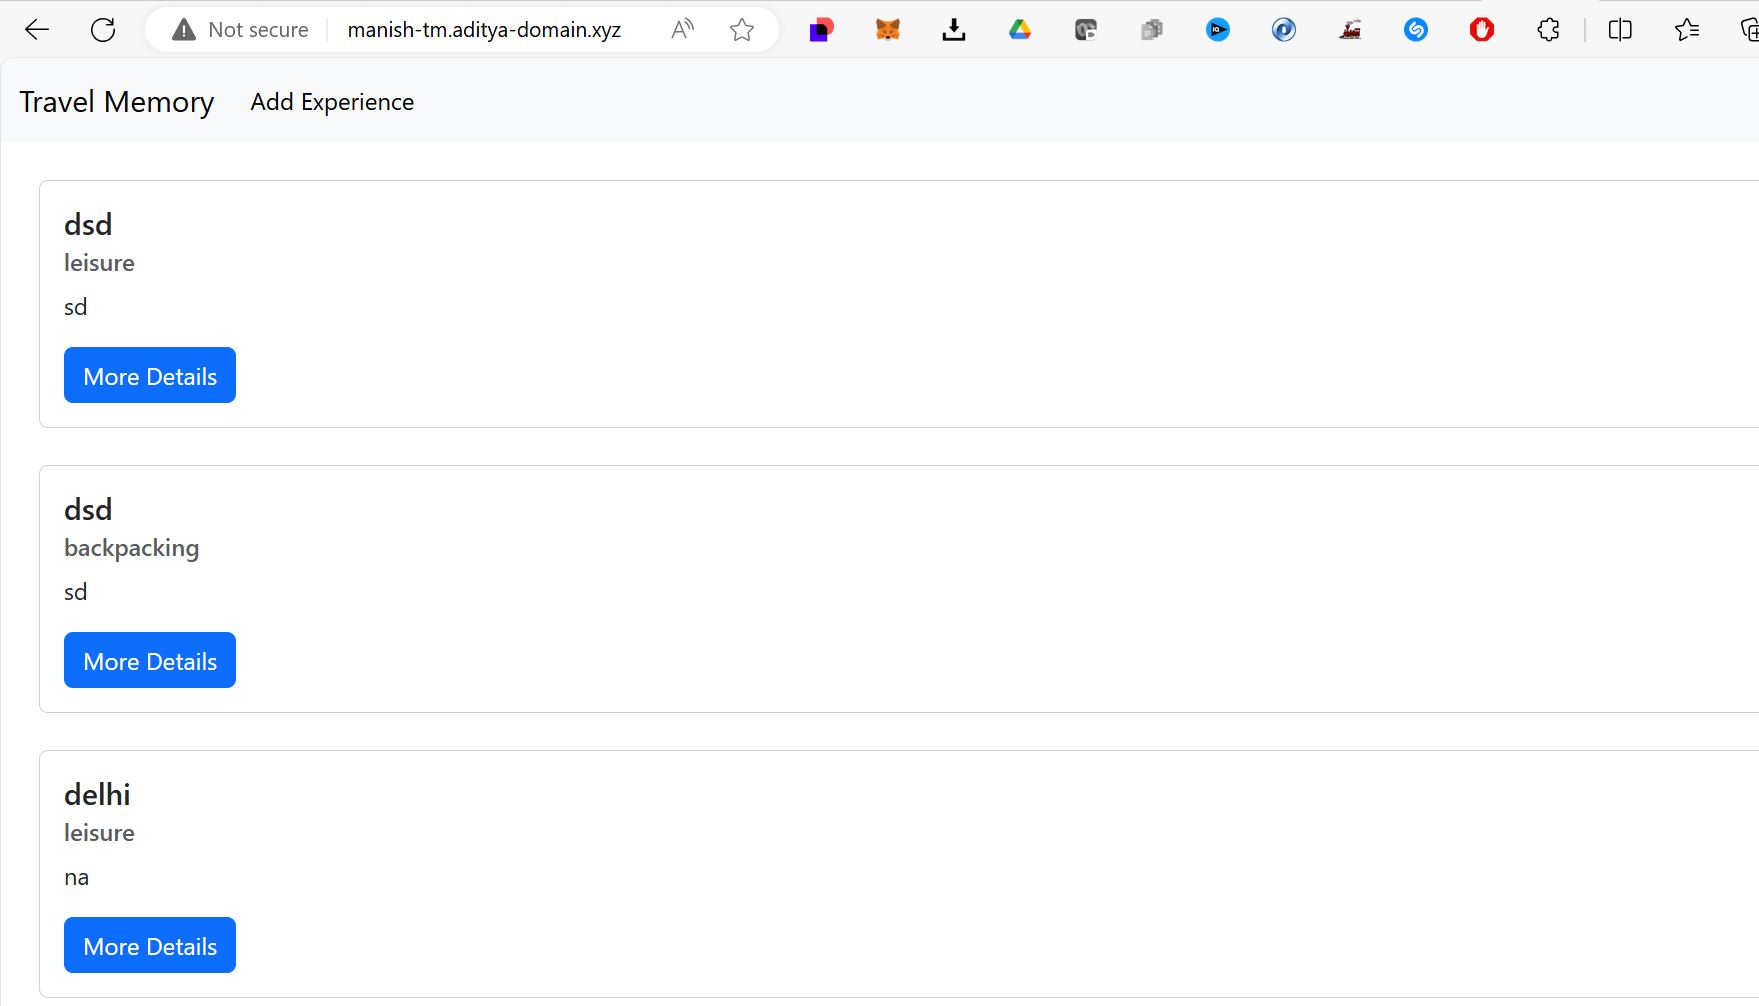 Not secure manish-tm.aditya-domain.xyz
Travel Memory Add Experience
dsd
leisure
sd
More Details
dsd
backpacking
sd
More Details
delhi
leisure
na
More Details